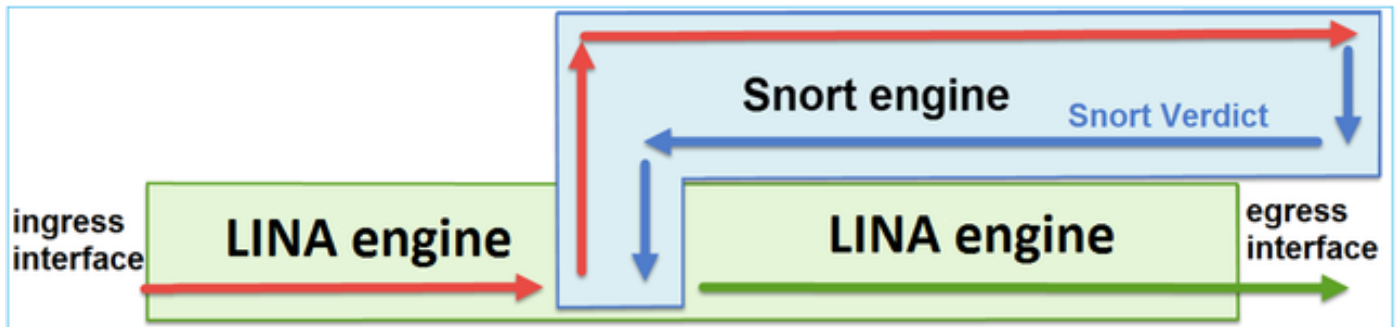 Snort engine
Snort Verdict
ingress
interface
LINA engine
LINA engine
egress
interface